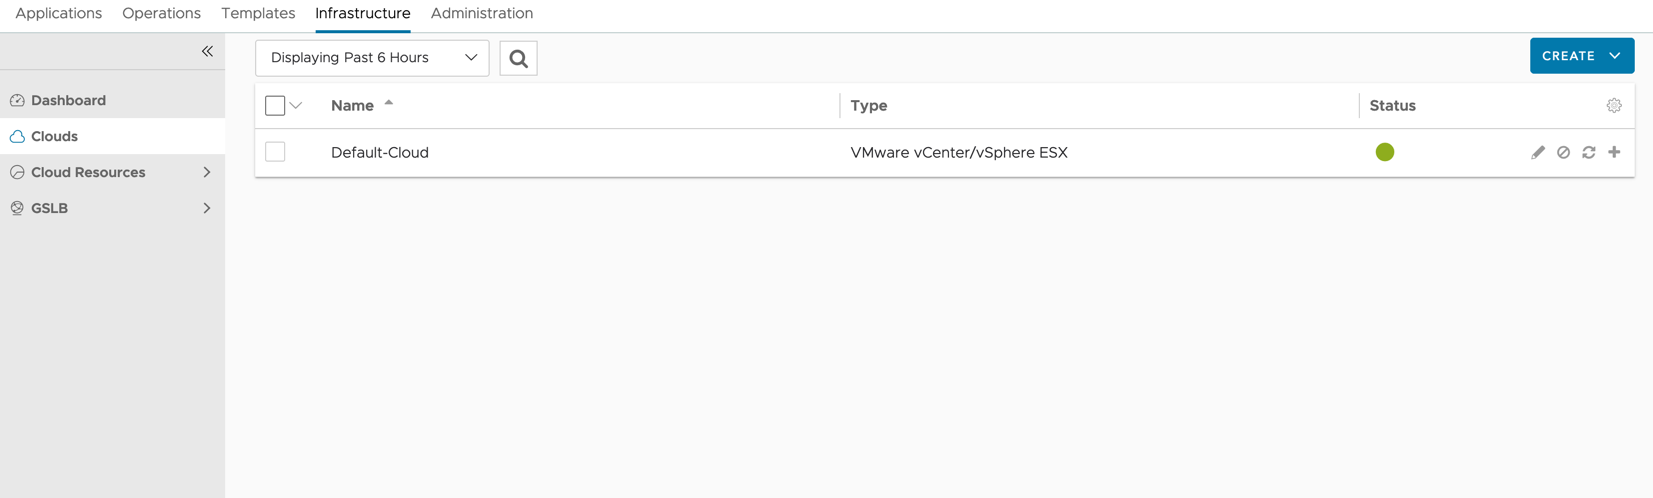 Applications Operations Templates Infrastructure Administration
Displaying Past 6 Hours
CREATE
Dashboard
Clouds
Cloud Resources
GSLB
Name Type Status
Default-Cloud VMware vCenter/vSphere ESX